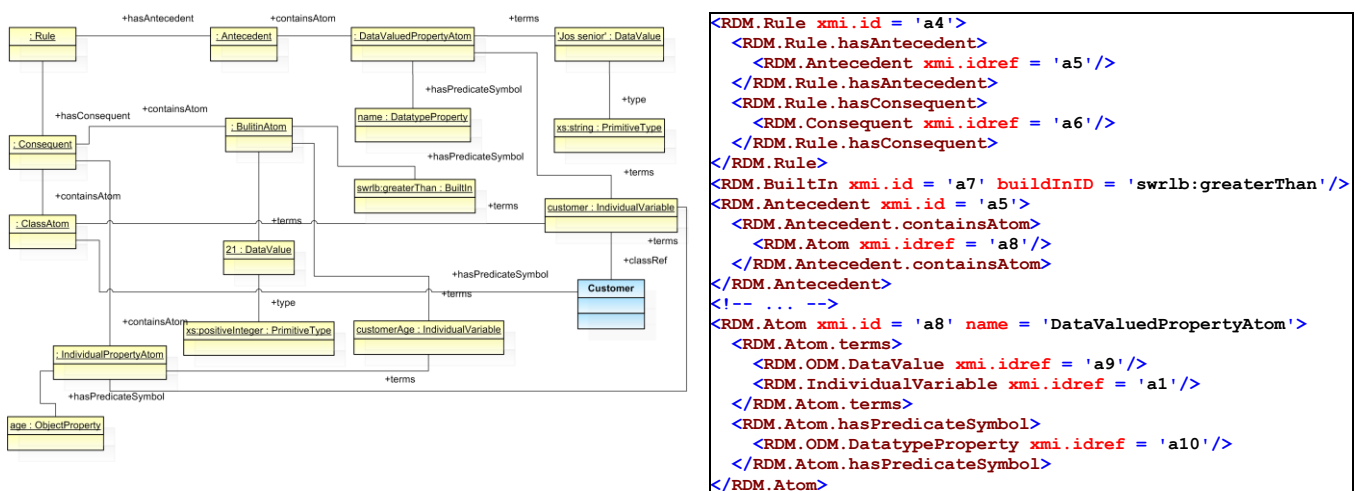 +hasAntecedent
+containsAtom
+terms
: Rule
: Antecedent
: DataValuedPropertyAtom
'Jos senior' : DataValue
+hasPredicateSymbol
+type
+containsAtom
+hasConsequent
: BulitinAtom
name : DatatypeProperty
xs:string : PrimitiveType
: Consequent
+hasPredicateSymbol
+terms
swrlb:greaterThan : BuiltIn
+containsAtom
+terms
customer : IndividualVariable
: ClassAtom
+terms
+terms
21 : DataValue
+classRef
+hasPredicateSymbol
Customer
+terms
+type
+containsAtom
xs:positiveInteger : PrimitiveType
customerAge : IndividualVariable
: IndividualPropertyAtom
+terms
+hasPredicateSymbol
age : ObjectProperty
<RDM.Rule xmi.id = 'a4'>
<RDM.Rule.hasAntecedent>
<RDM.Antecedent xmi.idref = 'a5'/>
</RDM.Rule.hasAntecedent>
<RDM.Rule.hasConsequent>
<RDM.Consequent xmi.idref = 'a6'/>
</RDM.Rule.hasConsequent>
</RDM.Rule>
<RDM.BuiltIn xmi.id = 'a7' buildInID = 'swrlb:greaterThan'/>
<RDM.Antecedent xmi.id = 'a5'>
<RDM.Antecedent.containsAtom>
<RDM.Atom xmi.idref = 'a8'/>
</RDM.Antecedent.containsAtom>
</RDM.Antecedent>
<!-- ... -->
<RDM.Atom xmi.id = 'a8' name = 'DataValuedPropertyAtom'>
<RDM.Atom.terms>
<RDM.ODM.DataValue xmi.idref = 'a9'/>
<RDM.IndividualVariable xmi.idref = 'a1'/>
</RDM.Atom.terms>
<RDM.Atom.hasPredicateSymbol>
<RDM.ODM.DatatypeProperty xmi.idref = 'a10'/>
</RDM.Atom.hasPredicateSymbol>
</RDM.Atom>